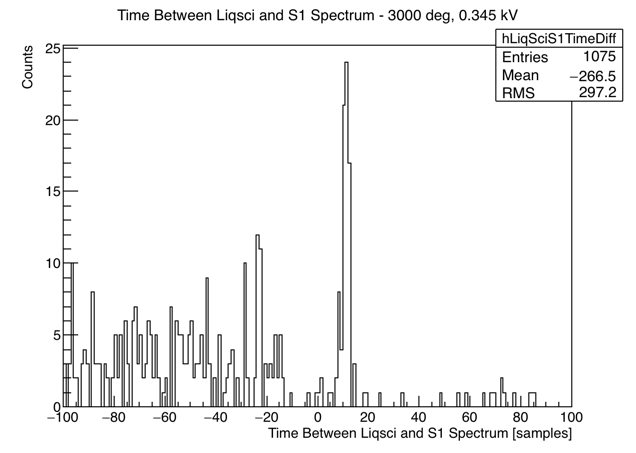 Time Between Liqsci and S1 Spectrum - 3000 deg, 0.345 kV
hLiqSciS1TimeDiff
Entries 1075
Mean −266.5
RMS 297.2
Counts
25
20
15
10
5
0
−100 −80 −60 −40 −20 0 20 40 60 80 100
Time Between Liqsci and S1 Spectrum [samples]